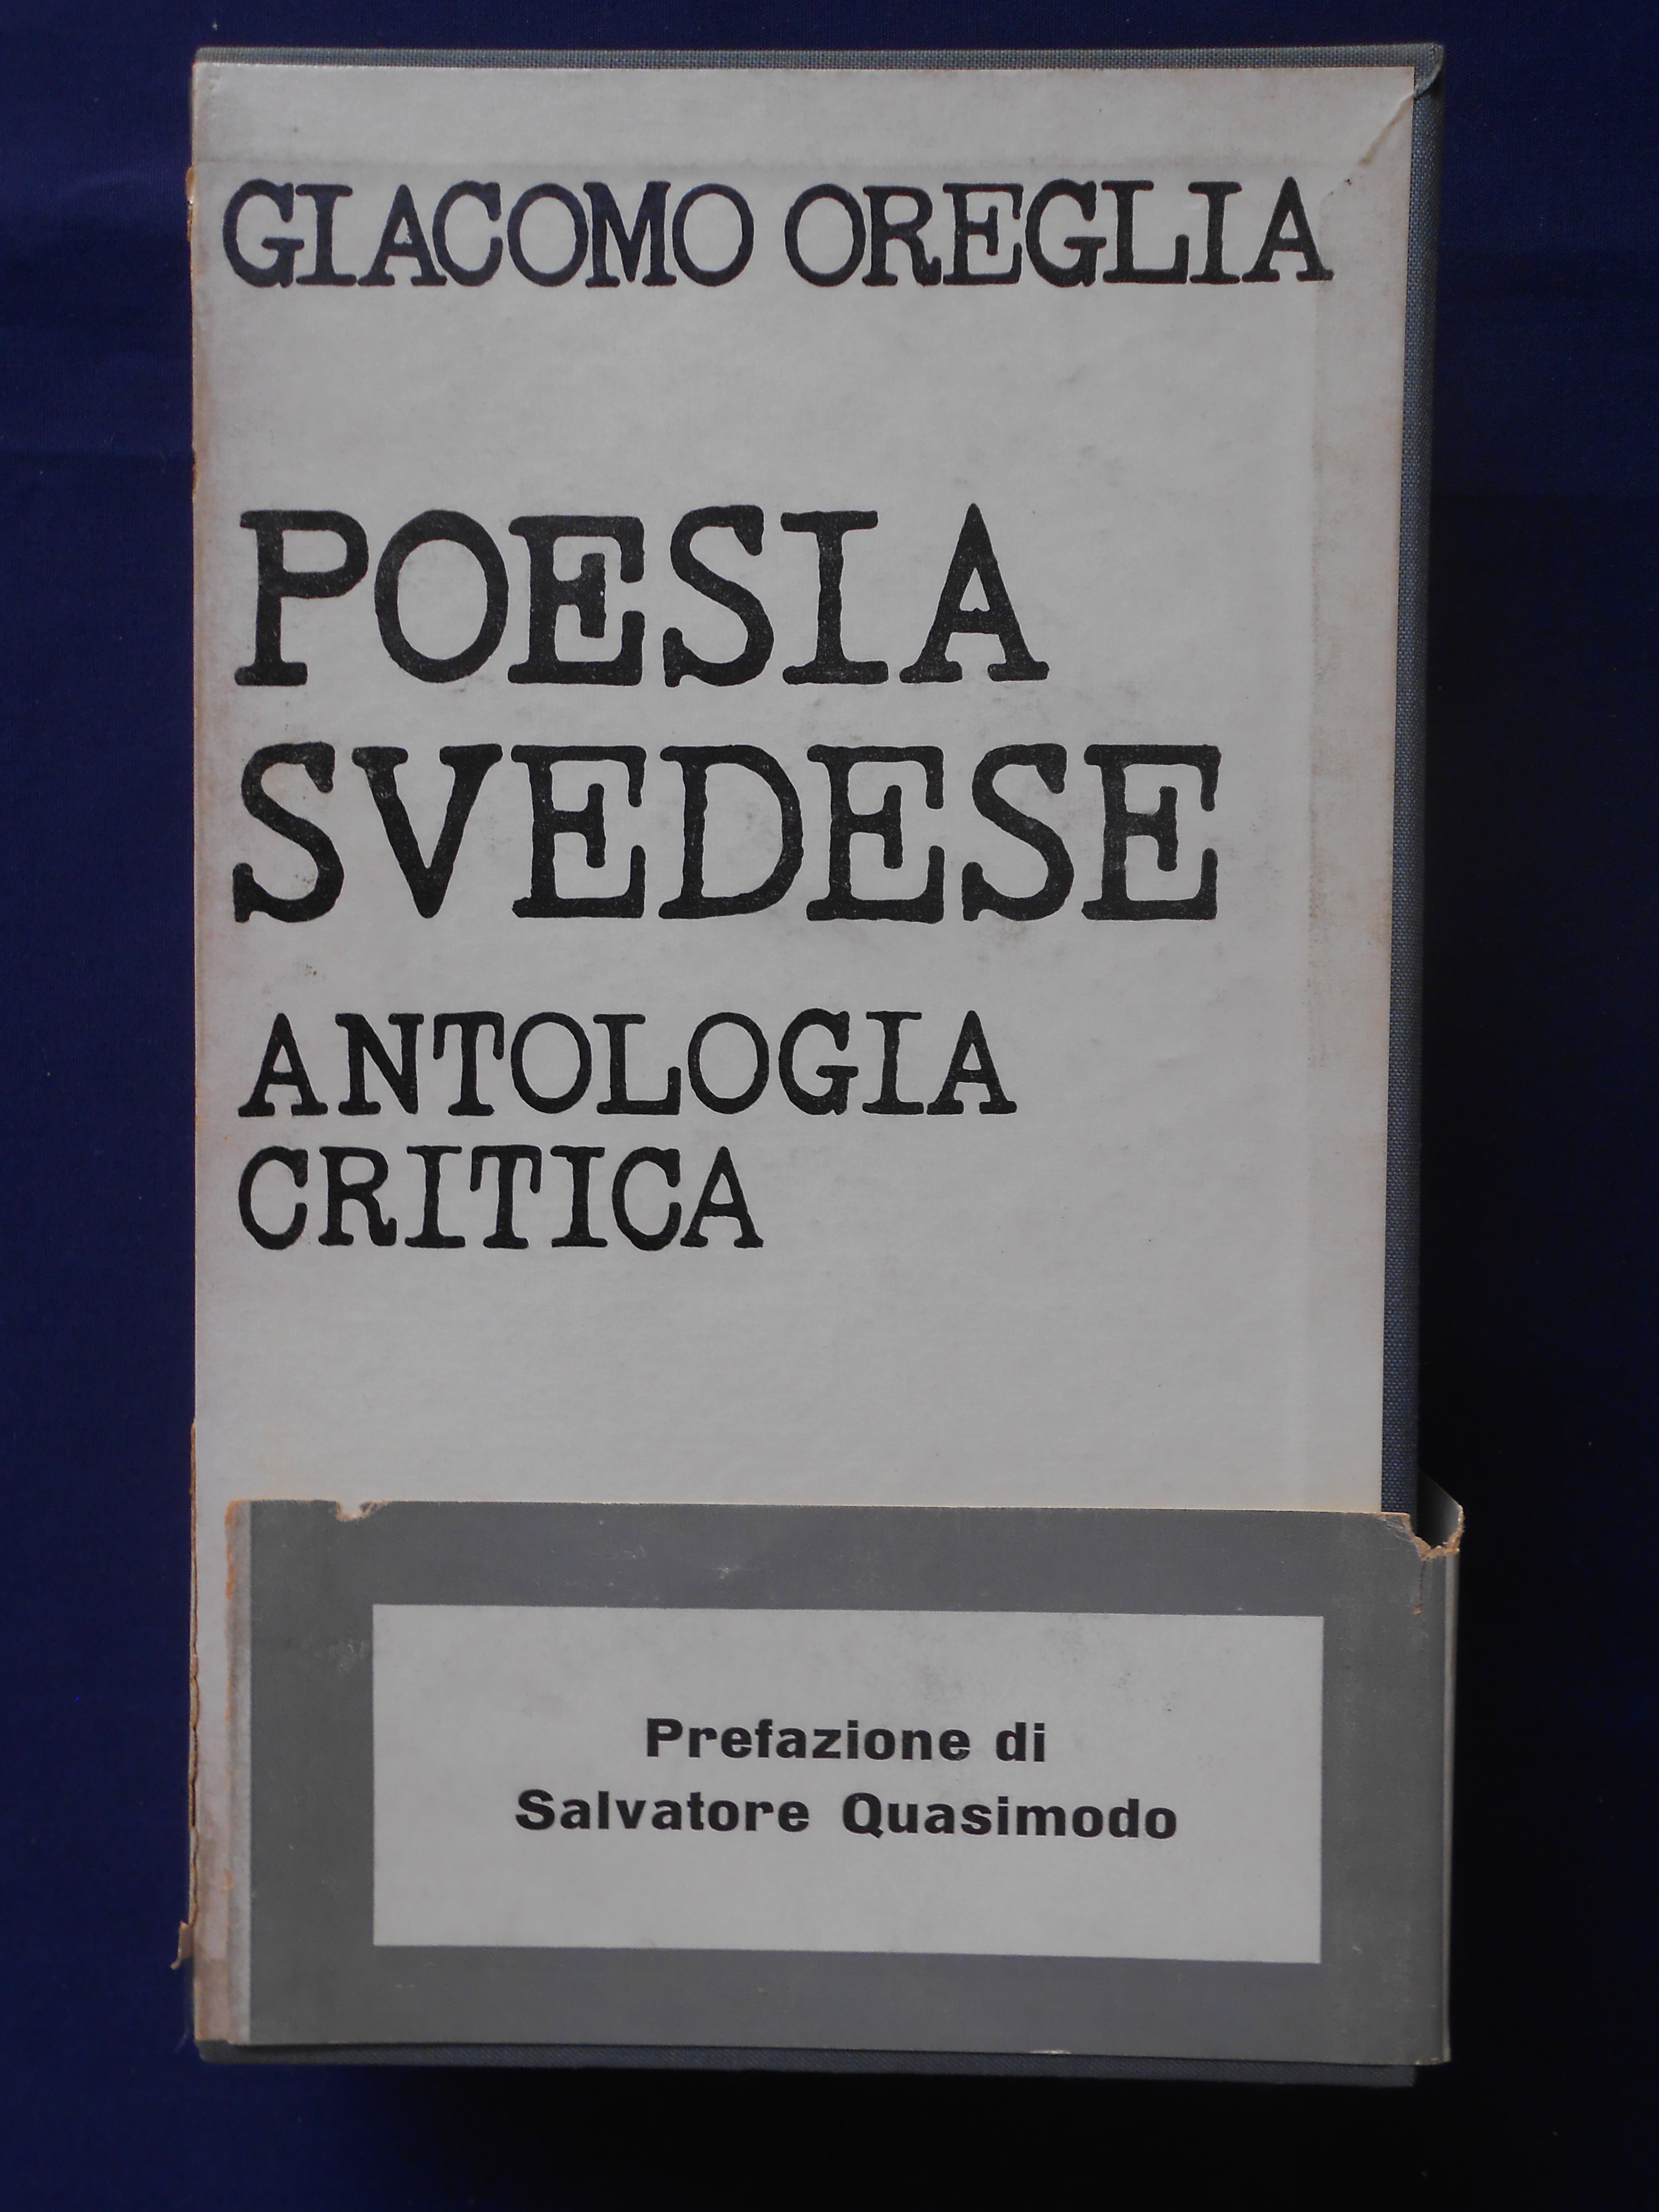 GIACOMO OREGLIA
POESIA
SVEDESE
ANTOLOGIA
CRITICA
Prefazione di
Salvatore Quasimodo